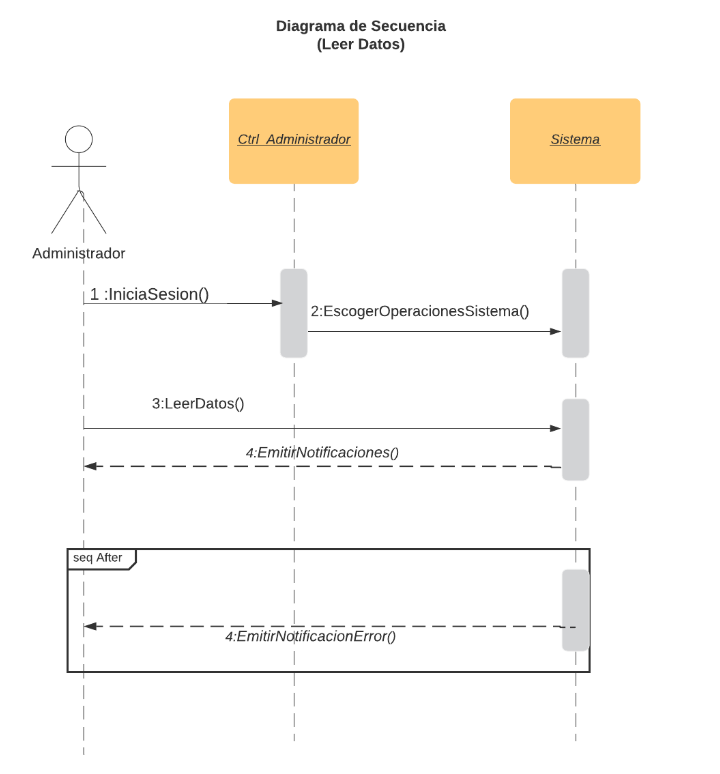 Diagrama de Secuencia
(Leer Datos)
Ctrl_Administrador
Sistema
Administrador
1 :IniciaSesion()
2:EscogerOperacionesSistema()
3:LeerDatos()
4:EmitirNotificaciones()
seq After
4:EmitirNotificacionError()